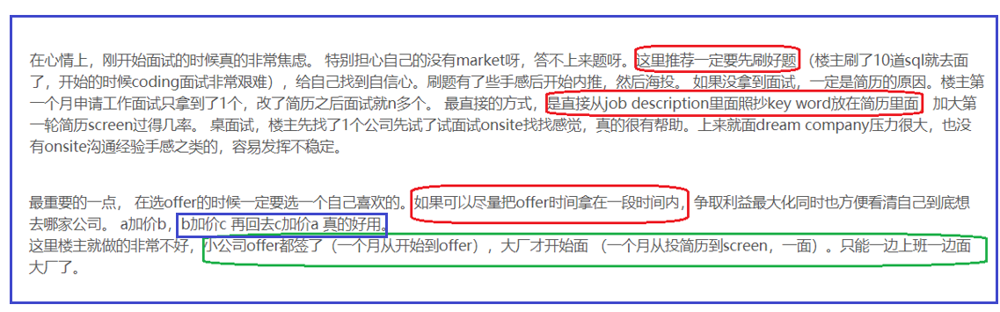 在心情上，刚开始面试的时候真的非常焦虑。 特别担心自己的没有market呀，答不上来题呀。这里推荐一定要先刷好题 （楼主刷了10道sql就去面
了，开始的时候coding面试非常艰难），给自己找到自信心。刷题有了些手感后开始内推，然后海投。 如果没拿到面试，一定是简历的原因。楼主第
一个月申请工作面试只拿到了1个，改了简历之后面试就n多个。 最直接的方式，是直接从job description里面照抄key word放在简历里面，加大第
一轮简历screen过得几率。 桌面试，楼主先找了1个公司先试了试面试onsite找找感觉，真的很有帮助。上来就面dream company压力很大，也没
有onsite沟通经验手感之类的，容易发挥不稳定。
最重要的一点， 在选offer的时候一定要选一个自己喜欢的。如果可以尽量把offer时间拿在一段时间内，争取利益最大化同时也方便看清自己到底想
去哪家公司。 a加价b，b加价c 再回去c加价a 真的好用。
这里楼主就做的非常不好，小公司offer都签了（一个月从开始到offer），大厂才开始面 （一个月从投简历到screen，一面）。只能一边上班一边面
大厂了。